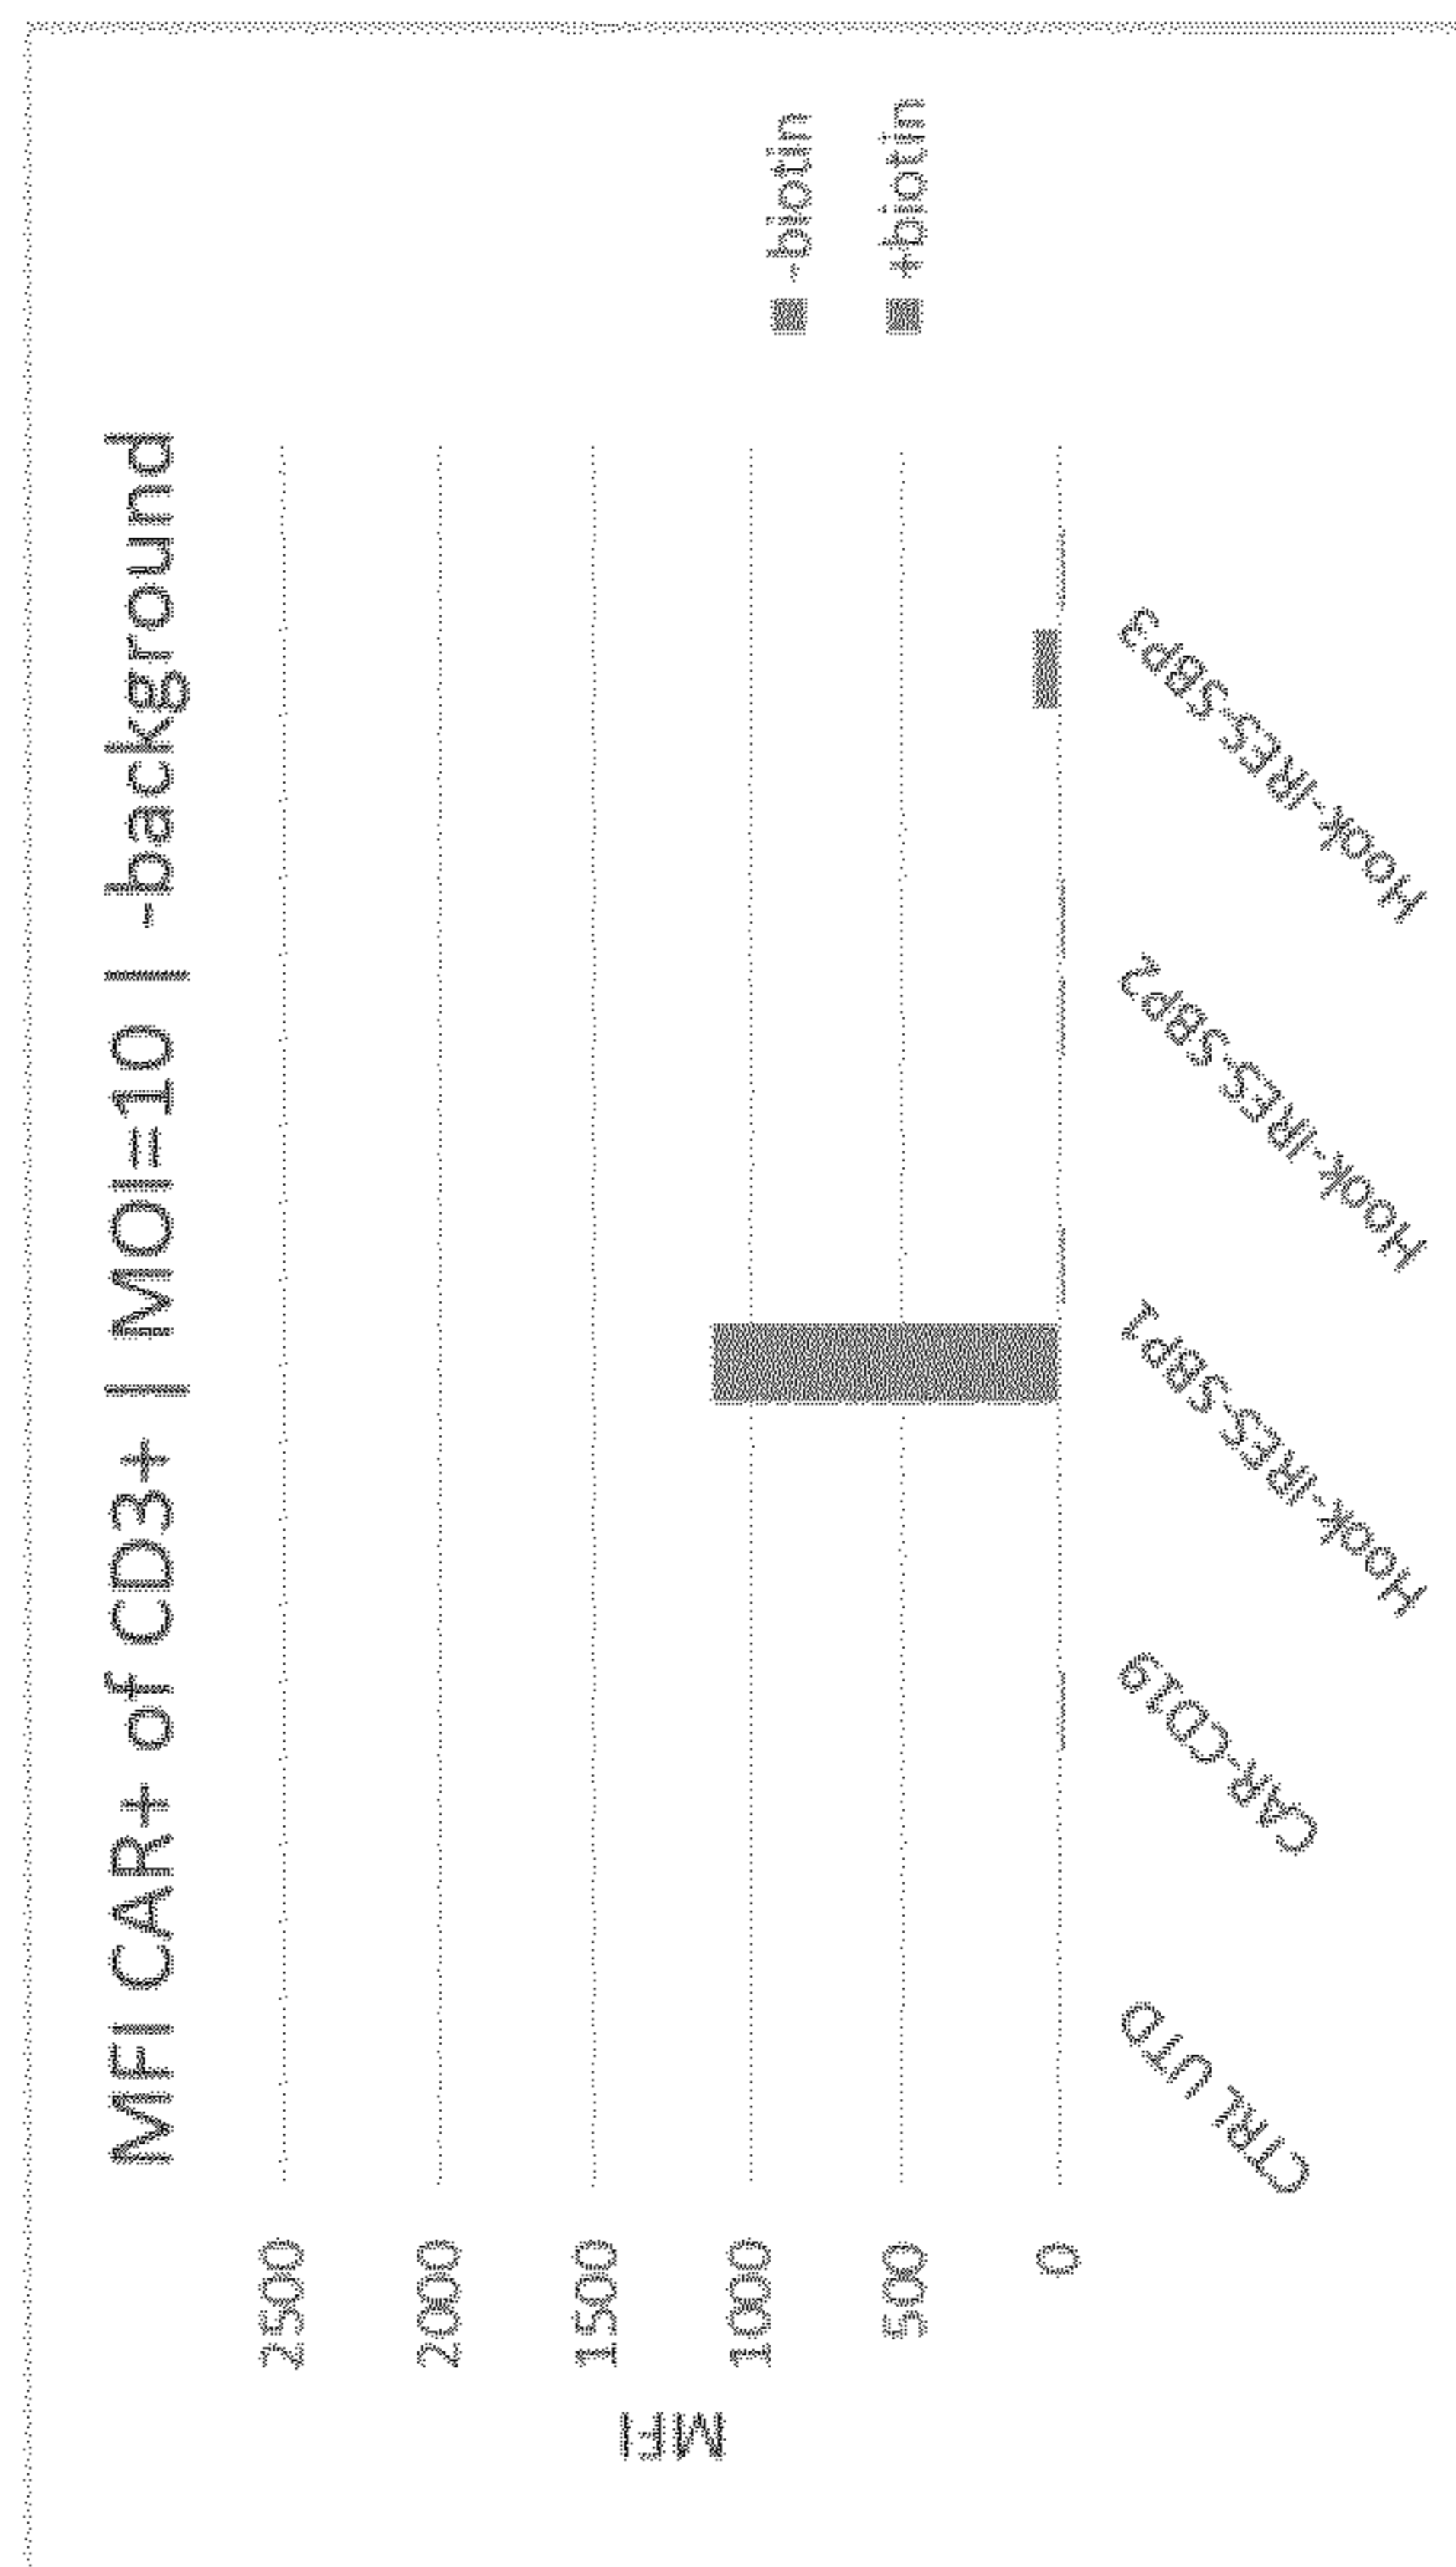 MFI CAR+ of CD3+ | MOI=10 | -background
MFI
2500
2000
1500
1000
500
0
CTRL UTD
CAR-CD19
Hook-IRES-SBP1
Hook-IRES-SBP2
Hook-IRES-SBP3
-biotin
+biotin